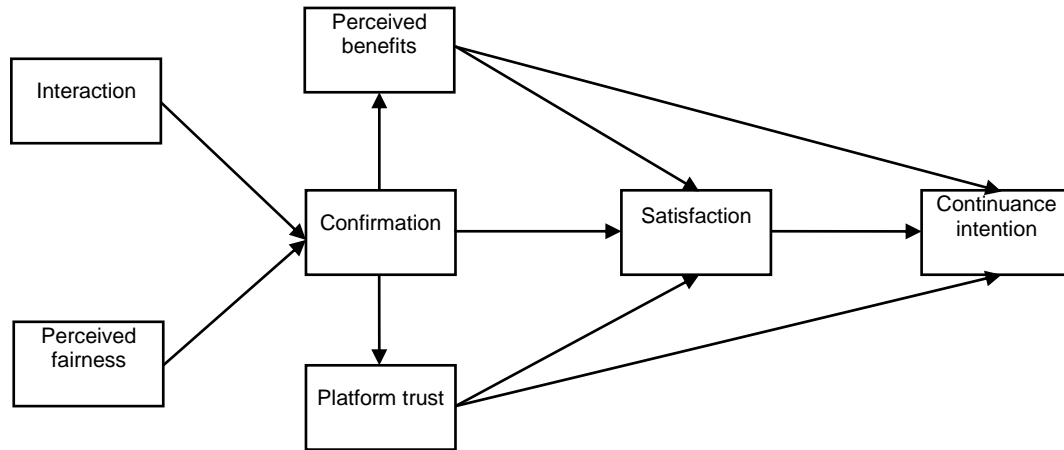 Perceived
benefits
Interaction
Confirmation
Satisfaction
Continuance
intention
Perceived
fairness
Platform trust